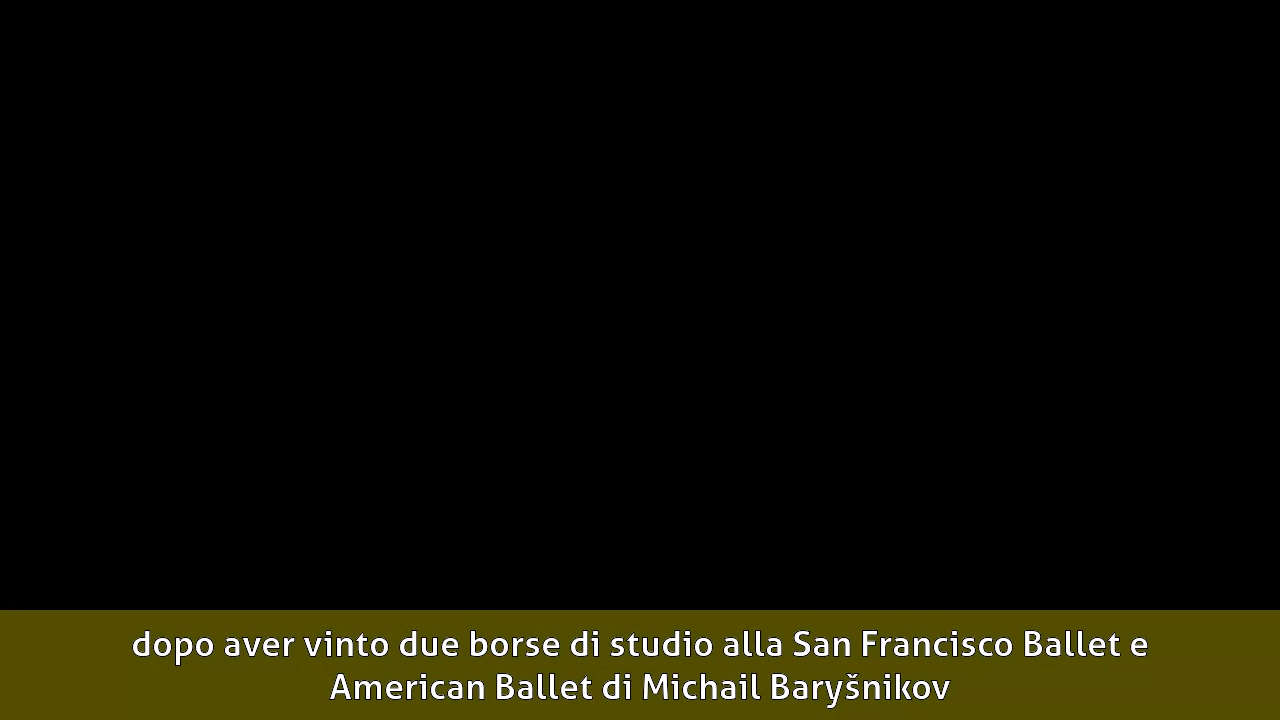 dopo aver vinto due borse di studio alla San Francisco Ballet e
American Ballet di Michail Baryšnikov